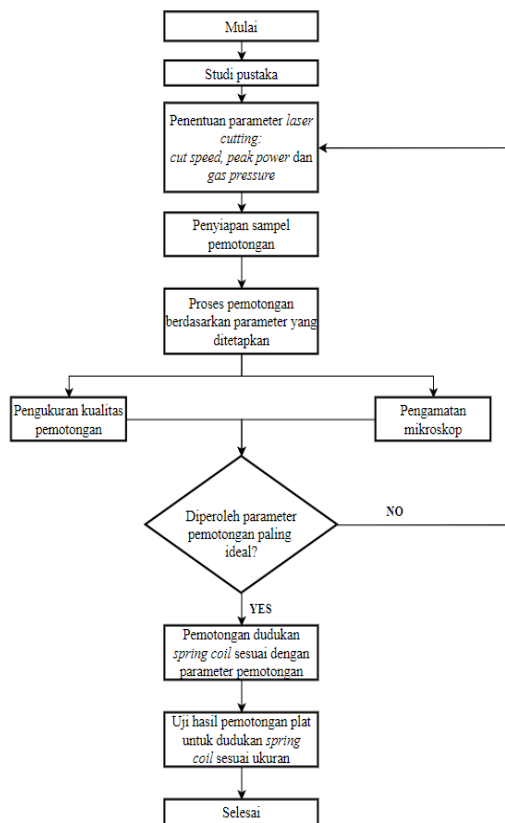 Mulai
Studi pustaka
Penentuan parameter laser
cutting:
cut speed, peak power dan
gas pressure
Penyiapan sampel
pemotongan
Proses pemotongan
berdasarkan parameter yang
ditetapkan
Pengukuran kualitas
pemotongan
Pengamatan
mikroskop
Diperoleh parameter
pemotongan paling
ideal?
NO
YES
Pemotongan dudukan
spring coil sesuai dengan
parameter pemotongan
Uji hasil pemotongan plat
untuk dudukan spring
coil sesuai ukuran
Selesai